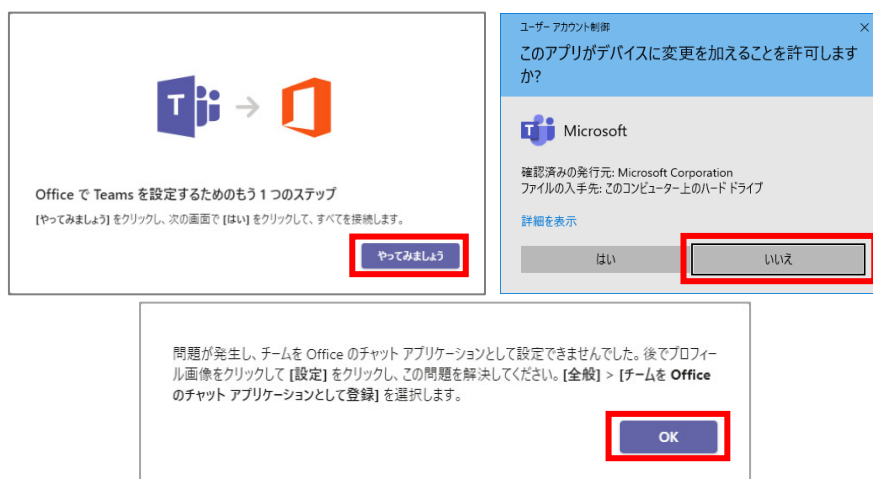 Office で Teams を設定するためのもう 1 つのステップ
[やってみましょう] をクリックし、次の画面で [はい] をクリックして、すべてを接続します。
やってみましょう
ユーザー アカウント制御
このアプリがデバイスに変更を加えることを許可します
か?
Microsoft
確認済みの発行元: Microsoft Corporation
ファイルの入手先: このコンピューター上のハード ドライブ
詳細を表示
はい
いいえ
問題が発生し、チームを Office のチャット アプリケーションとして設定できませんでした。後でプロフィー
ル画像をクリックして [設定] をクリックし、この問題を解決してください。[全般] > [チームを Office
のチャット アプリケーションとして登録] を選択します。
OK